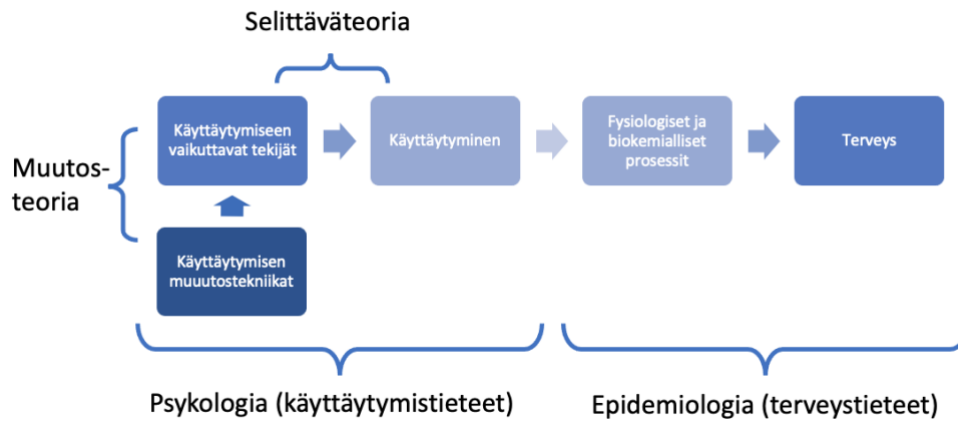 Selittäväteoria
Käyttäytymiseen
vaikuttavat tekijät
Käyttäytyminen
Fysiologiset ja
biokemialliset
prosessit
Terveys
Muutos-
teoria
Käyttäytymisen
muuutostekniikat
Psykologia (käyttäytymistieteet)
Epidemiologia (terveystieteet)